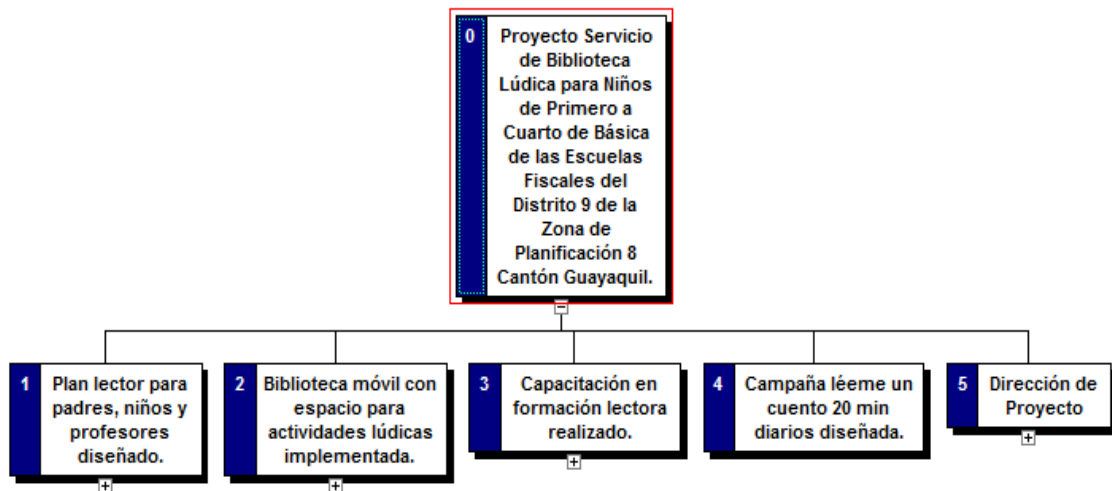 0
Proyecto Servicio
de Biblioteca
Lúdica para Niños
de Primero a
Cuarto de Básica
de las Escuelas
Fiscales del
Distrito 9 de la
Zona de
Planificación 8
Cantón Guayaquil.
1
Plan lector para
padres, niños y
profesores
diseñado.
2
Biblioteca móvil con
espacio para
actividades lúdicas
implementada.
3
Capacitación en
formación lectora
realizado.
4
Campaña léeme un
cuento 20 min
diarios diseñada.
5
Dirección de
Proyecto